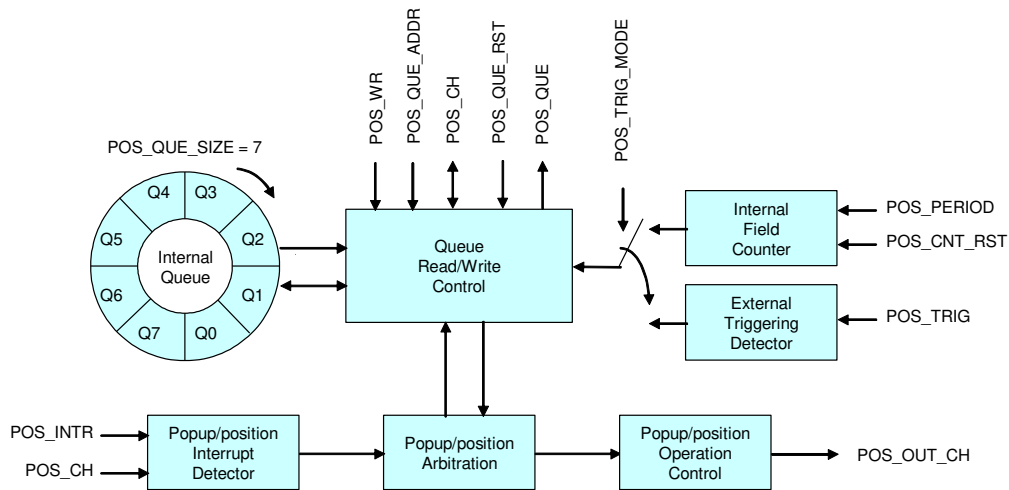 POS_WR
POS_QUE_ADDR
POS_CH
POS_QUE_RST
POS_QUE
POS_TRIG_MODE
POS_QUE_SIZE = 7
Q4
Q3
Q5
Q2
Q6
Q1
Q7
Q0
Internal
Queue
Queue
Read/Write
Control
Internal
Field
Counter
POS_PERIOD
POS_CNT_RST
External
Triggering
Detector
POS_TRIG
POS_INTR
POS_CH
Popup/position
Interrupt
Detector
Popup/position
Arbitration
Popup/position
Operation
Control
POS_OUT_CH